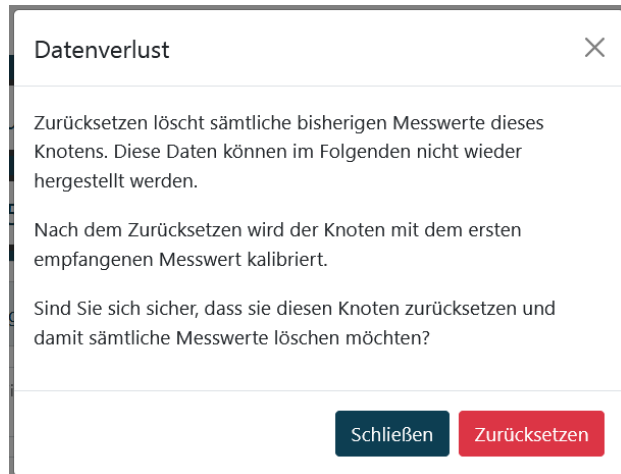 Datenverlust
Zurücksetzen löscht sämtliche bisherigen Messwerte dieses
Knotens. Diese Daten können im Folgenden nicht wieder
hergestellt werden.
Nach dem Zurücksetzen wird der Knoten mit dem ersten
empfangenen Messwert kalibriert.
Sind Sie sich sicher, dass sie diesen Knoten zurücksetzen und
damit sämtliche Messwerte löschen möchten?
Schließen Zurücksetzen